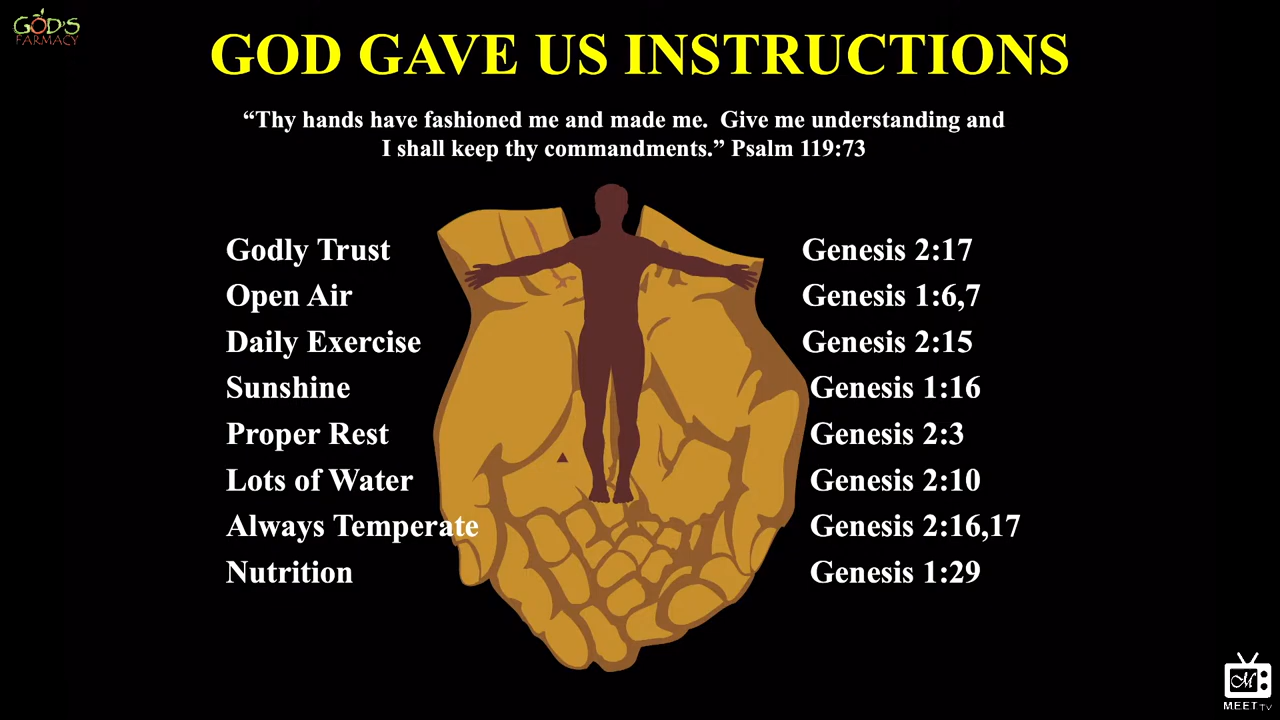 GOD'S
FARMACY
GOD GAVE US INSTRUCTIONS
“Thy hands have fashioned me and made me.  Give me understanding and
I shall keep thy commandments.” Psalm 119:73
Godly Trust Genesis 2:17
Open Air Genesis 1:6,7
Daily Exercise Genesis 2:15
Sunshine Genesis 1:16
Proper Rest Genesis 2:3
Lots of Water Genesis 2:10
Always Temperate Genesis 2:16,17
Nutrition Genesis 1:29
M
MEET TV